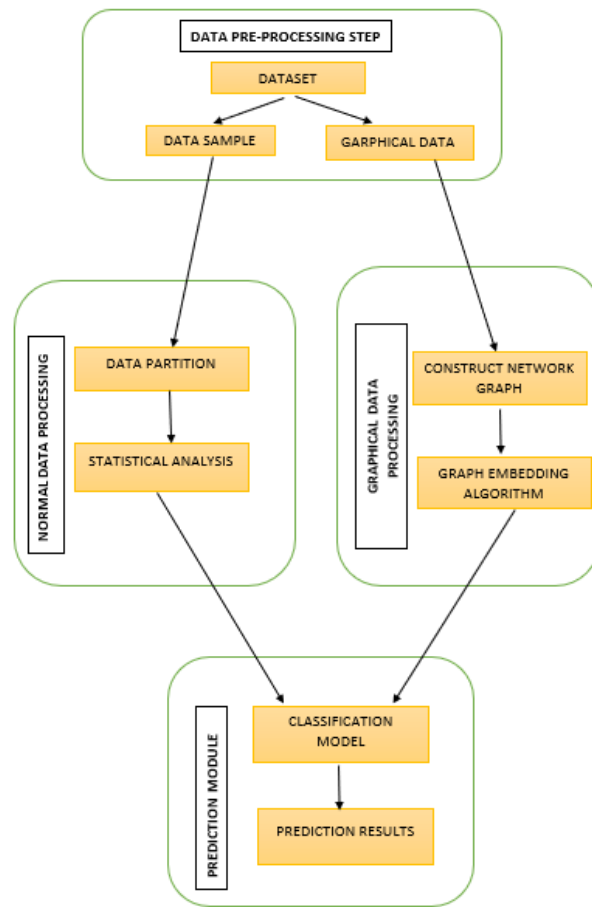 DATA PRE-PROCESSING STEP
DATASET
DATA SAMPLE
GARPHICAL DATA
NORMAL DATA PROCESSING
DATA PARTITION
STATISTICAL ANALYSIS
GRAPHICAL DATA
PROCESSING
CONSTRUCT NETWORK
GRAPH
GRAPH EMBEDDING
ALGORITHM
PREDICTION MODULE
CLASSIFICATION
MODEL
PREDICTION RESULTS